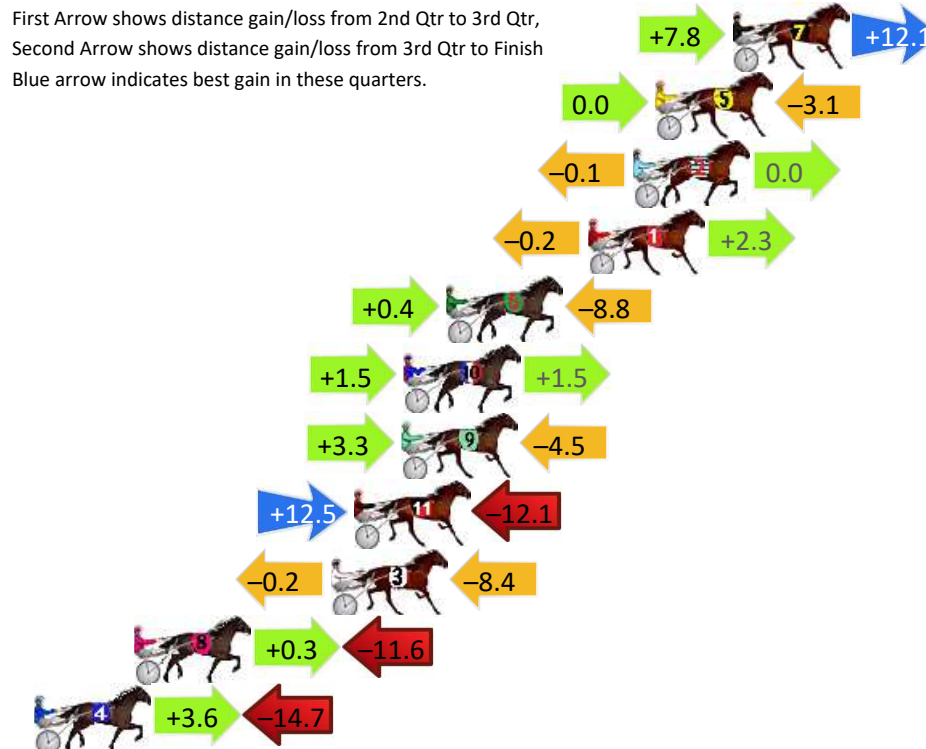 First Arrow shows distance gain/loss from 2nd Qtr to 3rd Qtr,
Second Arrow shows distance gain/loss from 3rd Qtr to Finish
Blue arrow indicates best gain in these quarters.
+7.8 7 +12.1
0.0 5 –3.1
–0.1 2 0.0
–0.2 1 +2.3
+0.4 6 –8.8
+1.5 10 +1.5
+3.3 9 –4.5
+12.5 11 –12.1
–0.2 3 –8.4
8 +0.3 –11.6
4 +3.6 –14.7